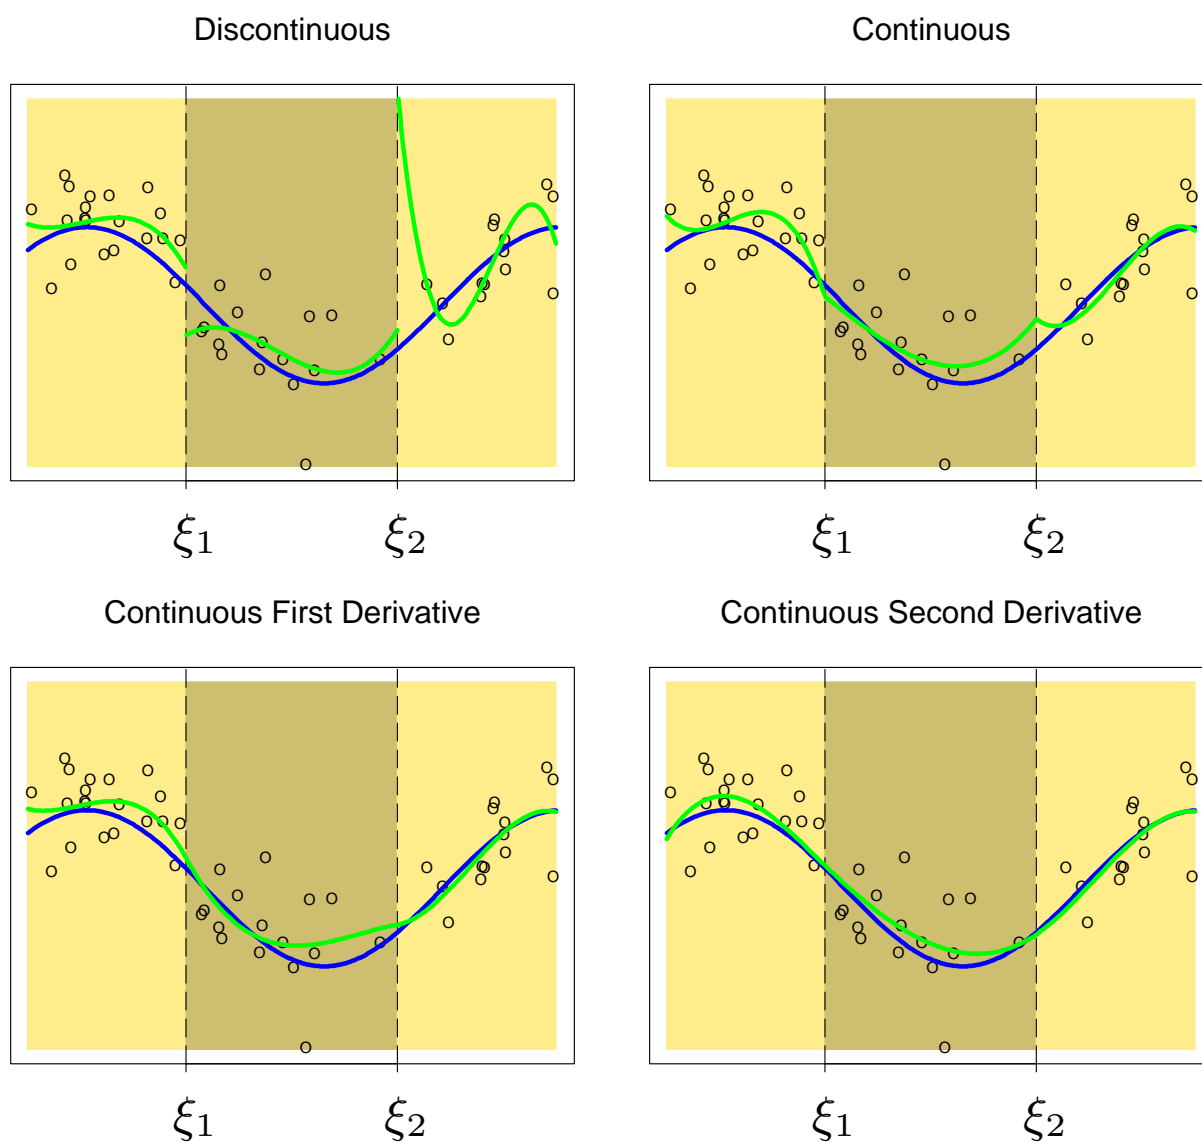 Discontinuous
Continuous
ξ1
ξ2
ξ1
ξ2
Continuous First Derivative
Continuous Second Derivative
ξ1
ξ2
ξ1
ξ2